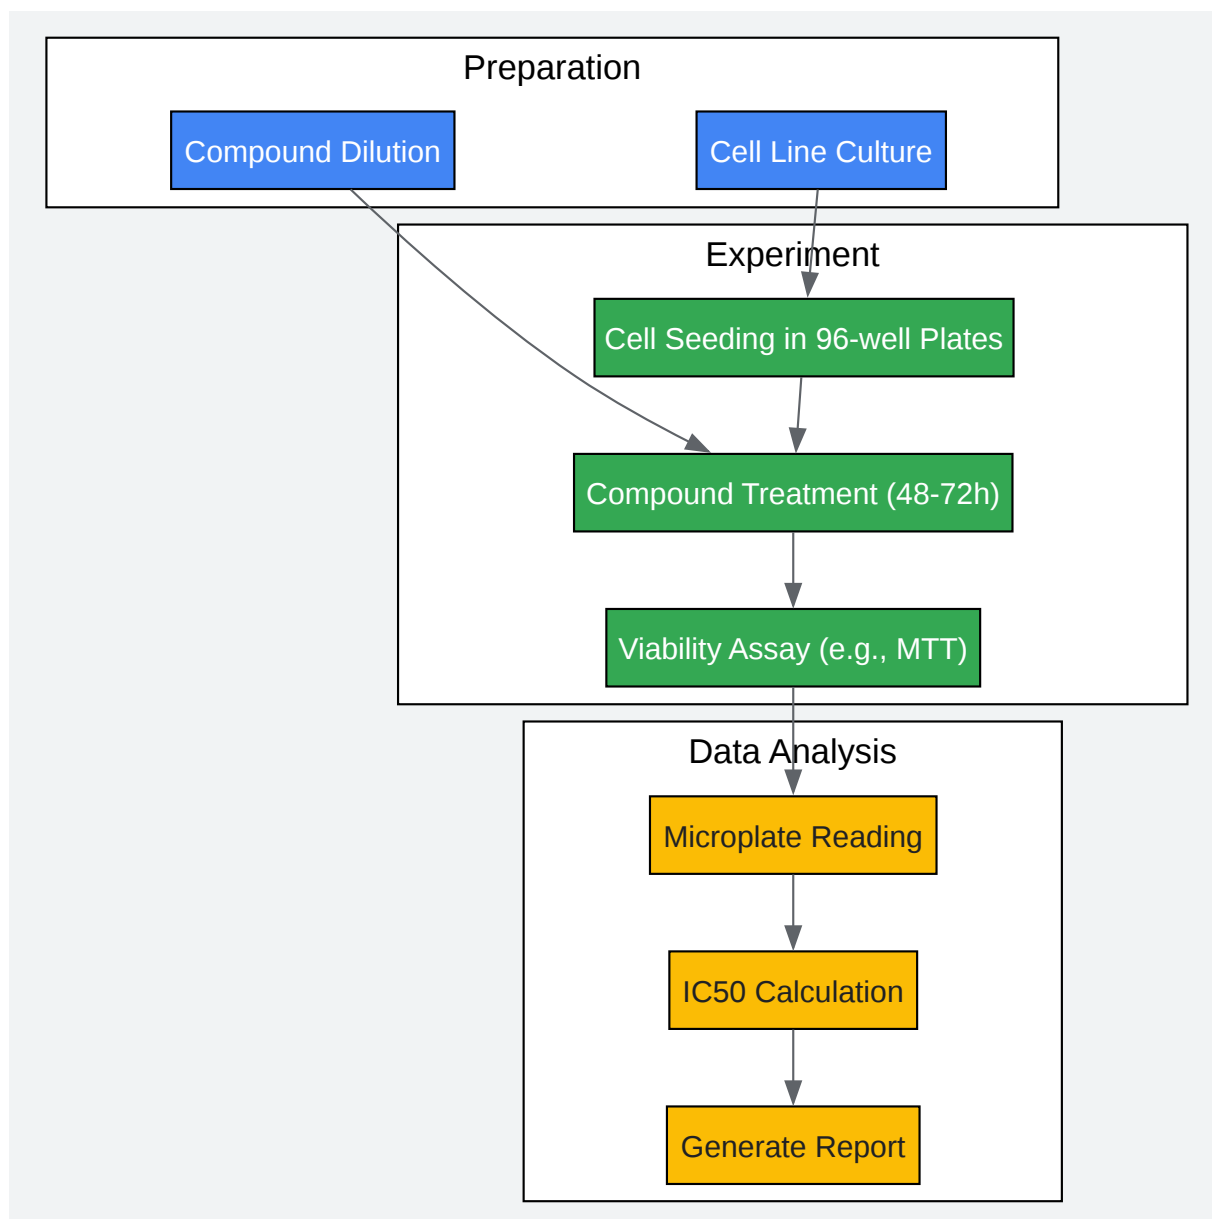 Preparation
Compound Dilution
Cell Line Culture
Experiment
Cell Seeding in 96-well Plates
Compound Treatment (48-72h)
Viability Assay (e.g., MTT)
Data Analysis
Microplate Reading
IC50 Calculation
Generate Report